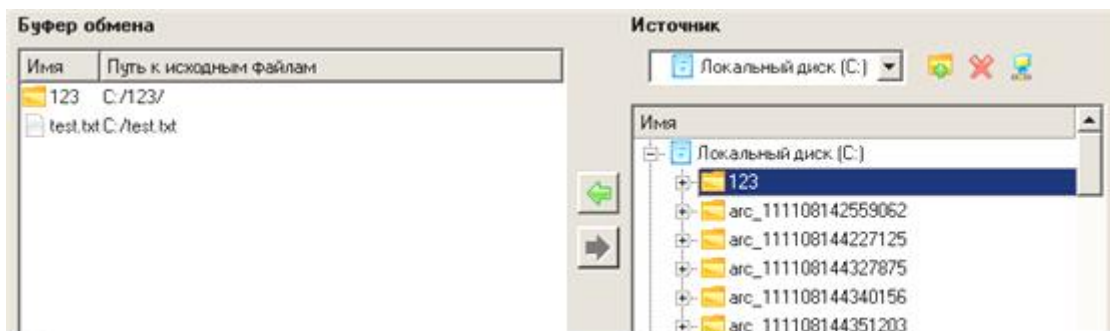 Буфер обмена
Имя Путь к исходным файлам
123 C:/123/
test.txt C:/test.txt
Источник
Локальный диск (C:)
Имя
Локальный диск (C:)
123
arc_111108142559062
arc_111108144227125
arc_111108144327875
arc_111108144340156
arc_111108144351203